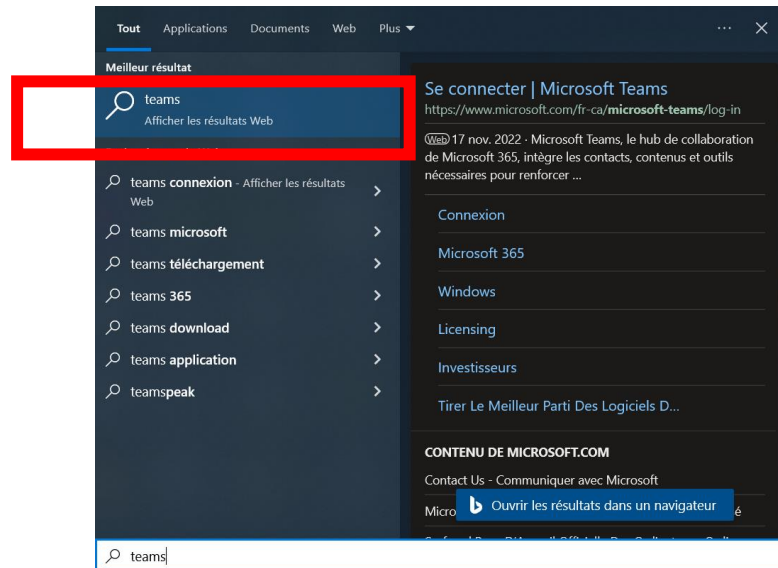 Tout Applications Documents Web Plus
Meilleur résultat
teams
Afficher les résultats Web
teams connexion - Afficher les résultats
Web
teams microsoft
teams téléchargement
teams 365
teams download
teams application
teamspeak
Se connecter | Microsoft Teams
https://www.microsoft.com/fr-ca/microsoft-teams/log-in
Web 17 nov. 2022 · Microsoft Teams, le hub de collaboration
de Microsoft 365, intègre les contacts, contenus et outils
nécessaires pour renforcer ...
Connexion
Microsoft 365
Windows
Licensing
Investisseurs
Tirer Le Meilleur Parti Des Logiciels D...
CONTENU DE MICROSOFT.COM
Contact Us - Communiquer avec Microsoft
Micro
Ouvrir les résultats dans un navigateur
é
teams